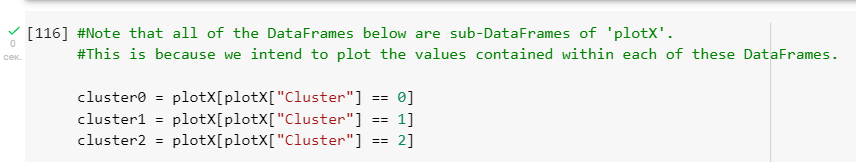 [116] #Note that all of the DataFrames below are sub-DataFrames of 'plotX'.
0
#This is because we intend to plot the values contained within each of these DataFrames.
сек.
cluster0 = plotX[plotX["Cluster"] == 0]
cluster1 = plotX[plotX["Cluster"] == 1]
cluster2 = plotX[plotX["Cluster"] == 2]